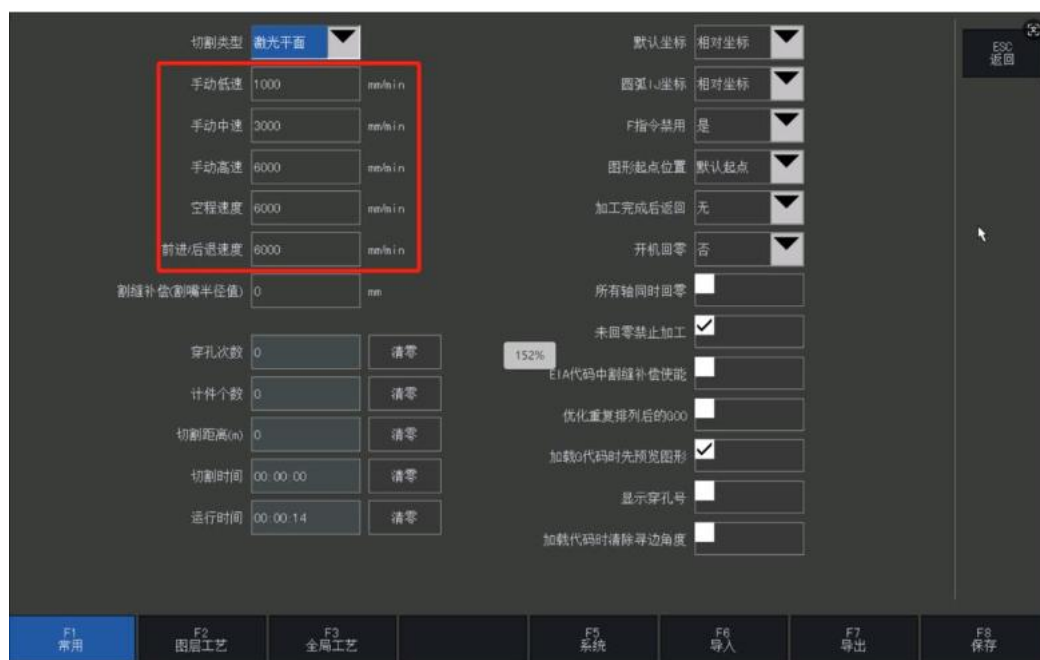 切割类型 激光平面
手动低速 1000 mm/min
手动中速 3000 mm/min
手动高速 6000 mm/min
空程速度 6000 mm/min
前进/后退速度 6000 mm/min
割缝补偿(割嘴半径值) 0 mm
穿孔次数 0 清零
计件个数 0 清零
切割距离(m) 0 清零
切割时间 00:00:00 清零
运行时间 00:00:14 清零
默认坐标 相对坐标
圆弧IJ坐标 相对坐标
F指令禁用 是
图形起点位置 默认起点
加工完成后返回 无
开机回零 否
所有轴同时回零
未回零禁止加工
152%
EIA代码中割缝补偿使能
优化重复排列后的G00
加载G代码时先预览图形
显示穿孔号
加载代码时清除寻边角度
ESC
返回
F1
常用
F2
图层工艺
F3
全局工艺
F5
系统
F6
导入
F7
导出
F8
保存